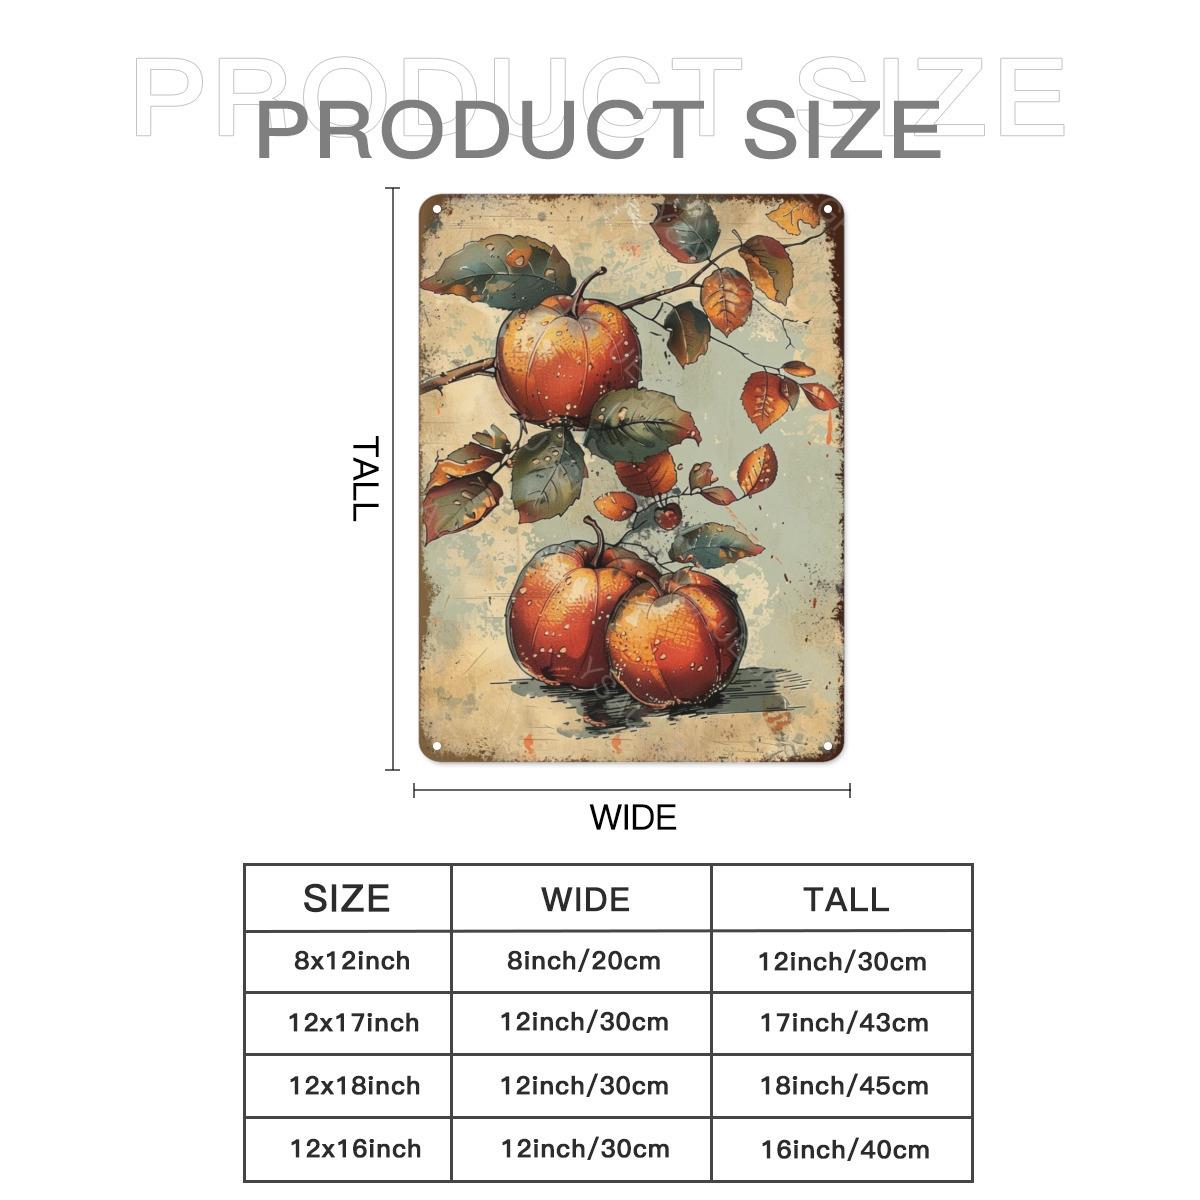 PRODUCT SIZE
PRODUCT SIZE
TALL
WIDE
SIZE WIDE TALL
8x12inch 8inch/20cm 12inch/30cm
12x17inch 12inch/30cm 17inch/43cm
12x18inch 12inch/30cm 18inch/45cm
12x16inch 12inch/30cm 16inch/40cm